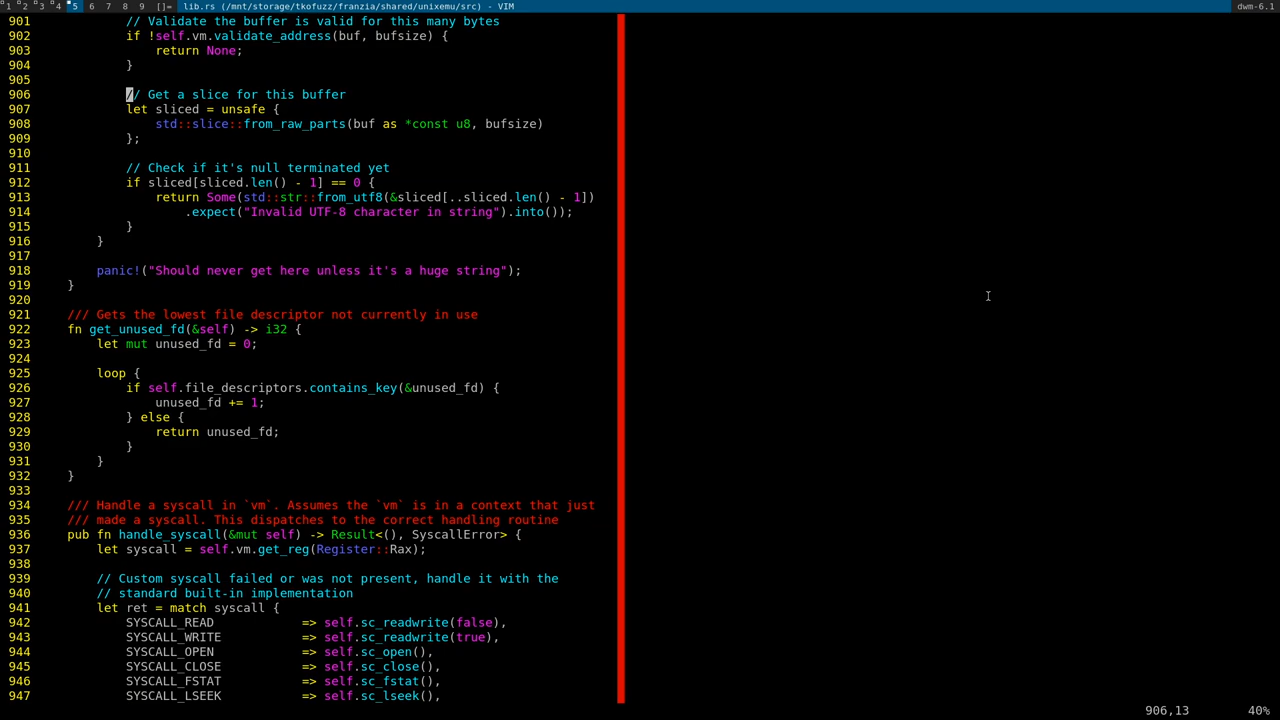 1 2 3 4 5 6 7 8 9 []= lib.rs (/mnt/storage/tkofuzz/franzia/shared/unixemu/src) - VIM dwm-6.1
901             // Validate the buffer is valid for this many bytes
902             if !self.vm.validate_address(buf, bufsize) {
903                 return None;
904             }
905
906             // Get a slice for this buffer
907             let sliced = unsafe {
908                 std::slice::from_raw_parts(buf as *const u8, bufsize)
909             };
910
911             // Check if it's null terminated yet
912             if sliced[sliced.len() - 1] == 0 {
913                 return Some(std::str::from_utf8(&sliced[..sliced.len() - 1])
914                     .expect("Invalid UTF-8 character in string").into());
915             }
916         }
917
918         panic!("Should never get here unless it's a huge string");
919     }
920
921     /// Gets the lowest file descriptor not currently in use
922     fn get_unused_fd(&self) -> i32 {
923         let mut unused_fd = 0;
924
925         loop {
926             if self.file_descriptors.contains_key(&unused_fd) {
927                 unused_fd += 1;
928             } else {
929                 return unused_fd;
930             }
931         }
932     }
933
934     /// Handle a syscall in `vm`. Assumes the `vm` is in a context that just
935     /// made a syscall. This dispatches to the correct handling routine
936     pub fn handle_syscall(&mut self) -> Result<(), SyscallError> {
937         let syscall = self.vm.get_reg(Register::Rax);
938
939         // Custom syscall failed or was not present, handle it with the
940         // standard built-in implementation
941         let ret = match syscall {
942             SYSCALL_READ            => self.sc_readwrite(false),
943             SYSCALL_WRITE           => self.sc_readwrite(true),
944             SYSCALL_OPEN            => self.sc_open(),
945             SYSCALL_CLOSE           => self.sc_close(),
946             SYSCALL_FSTAT           => self.sc_fstat(),
947             SYSCALL_LSEEK           => self.sc_lseek(),
906,13 40%